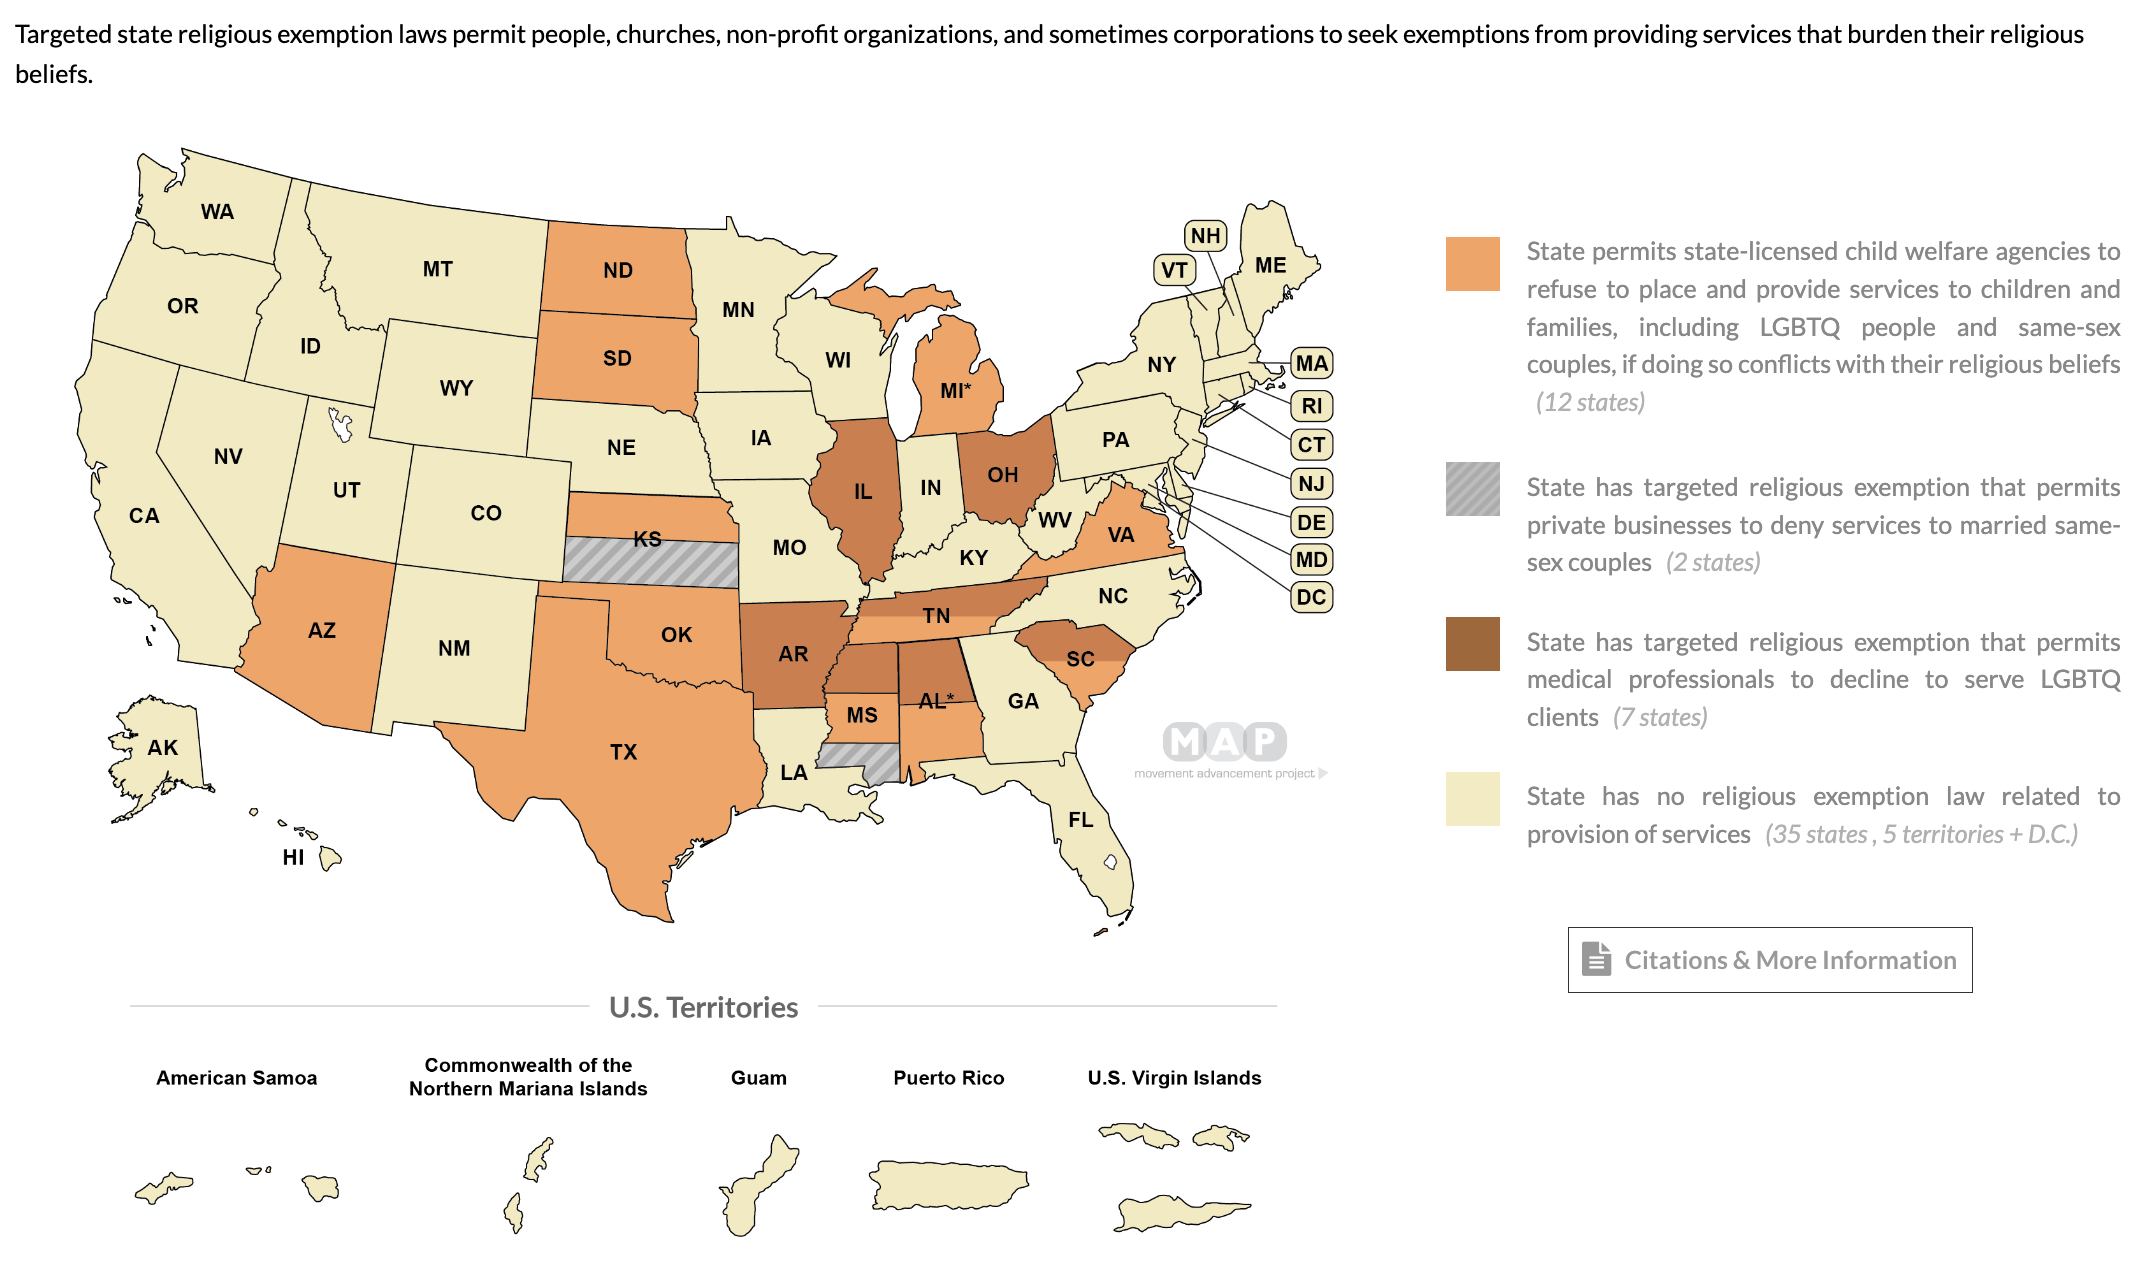 Targeted state religious exemption laws permit people, churches, non-profit organizations, and sometimes corporations to seek exemptions from providing services that burden their religious
beliefs.
WA
MT
ND
MN
OR
ID
SD
WI
MI*
NH
VT
ME
WY
NY
MA
RI
NV
NE
IA
PA
CT
UT
CO
IL
IN
OH
NJ
CA
KS
MO
WV
VA
DE
KY
MD
AZ
NM
OK
TN
NC
DC
AR
SC
MS
AL*
GA
TX
LA
AK
FL
HI
MAP
movement advancement project
State permits state-licensed child welfare agencies to
refuse to place and provide services to children and
families, including LGBTQ people and same-sex
couples, if doing so conflicts with their religious beliefs
(12 states)
State has targeted religious exemption that permits
private businesses to deny services to married same-
sex couples (2 states)
State has targeted religious exemption that permits
medical professionals to decline to serve LGBTQ
clients (7 states)
State has no religious exemption law related to
provision of services (35 states , 5 territories + D.C.)
Citations & More Information
U.S. Territories
American Samoa
Commonwealth of the
Northern Mariana Islands
Guam
Puerto Rico
U.S. Virgin Islands